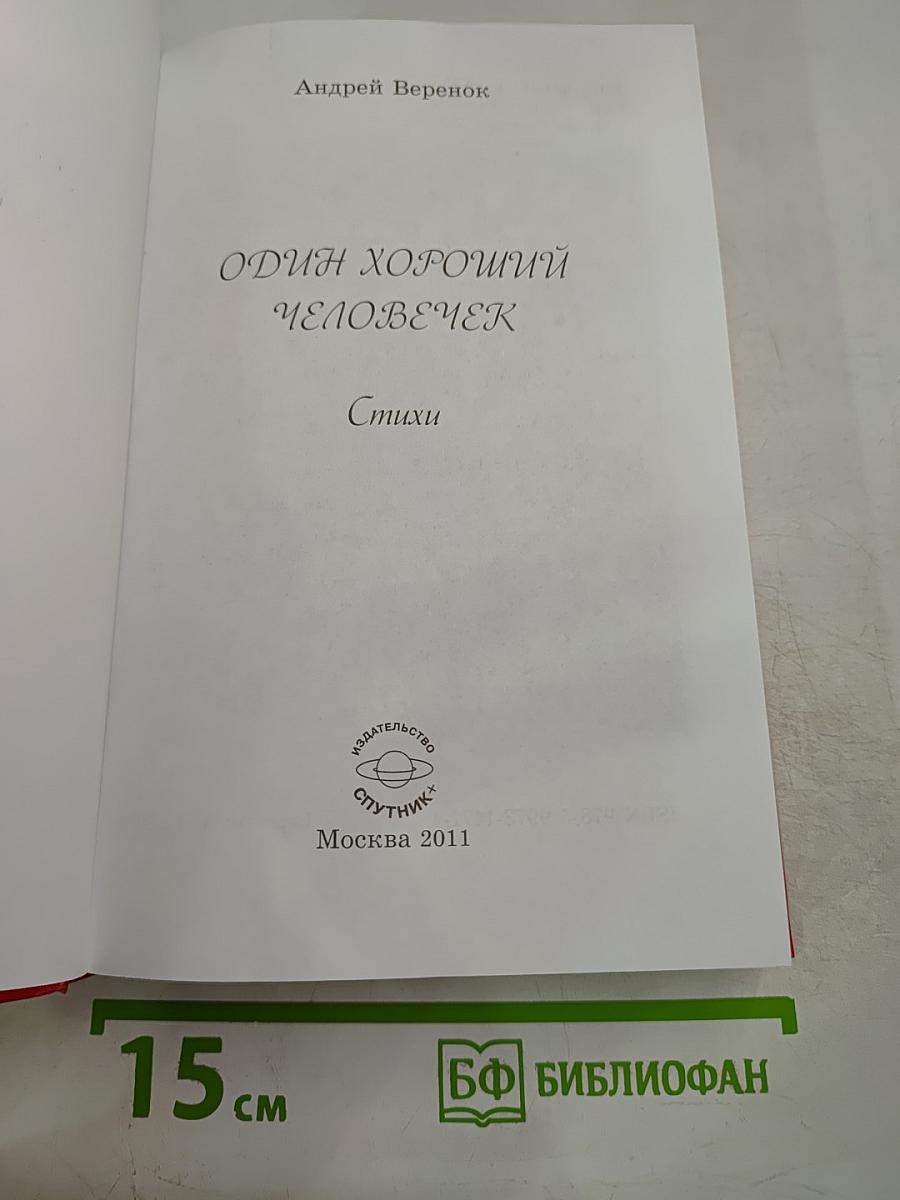 Андрей Веренок
ОДИН ХОРОШИЙ
ЧЕЛОВЕЧЕК
Стихи
ИЗДАТЕЛЬСТВО
СПУТНИК+
Москва 2011
15 см
БФ БИБЛИОФАН